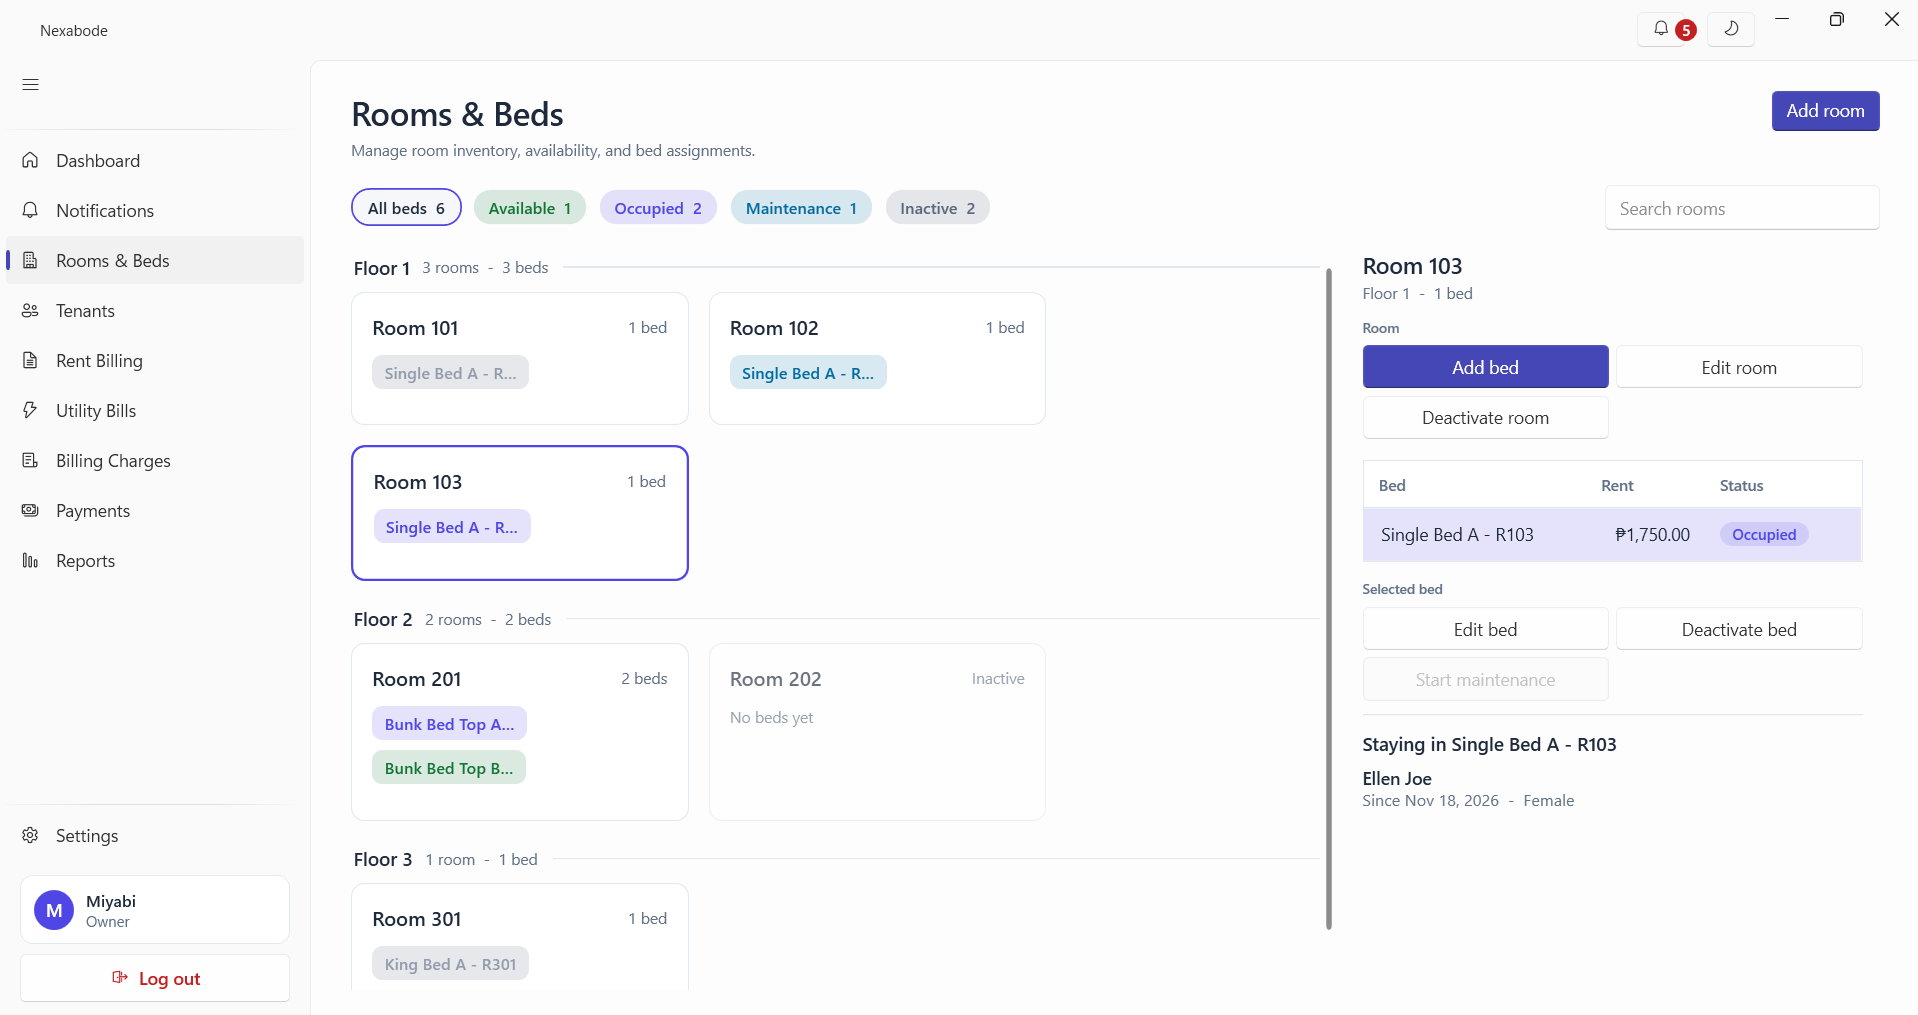 Nexabode
5
Dashboard
Notifications
Rooms & Beds
Tenants
Rent Billing
Utility Bills
Billing Charges
Payments
Reports
Settings
M
Miyabi
Owner
Log out
Rooms & Beds
Manage room inventory, availability, and bed assignments.
Add room
All beds 6
Available 1
Occupied 2
Maintenance 1
Inactive 2
Search rooms
Floor 1 3 rooms - 3 beds
Room 101 1 bed
Single Bed A - R...
Room 102 1 bed
Single Bed A - R...
Room 103 1 bed
Single Bed A - R...
Floor 2 2 rooms - 2 beds
Room 201 2 beds
Bunk Bed Top A...
Bunk Bed Top B...
Room 202 Inactive
No beds yet
Floor 3 1 room - 1 bed
Room 301 1 bed
King Bed A - R301
Room 103
Floor 1 - 1 bed
Room
Add bed
Edit room
Deactivate room
Bed Rent Status
Single Bed A - R103 ₱1,750.00 Occupied
Selected bed
Edit bed
Deactivate bed
Start maintenance
Staying in Single Bed A - R103
Ellen Joe
Since Nov 18, 2026 - Female